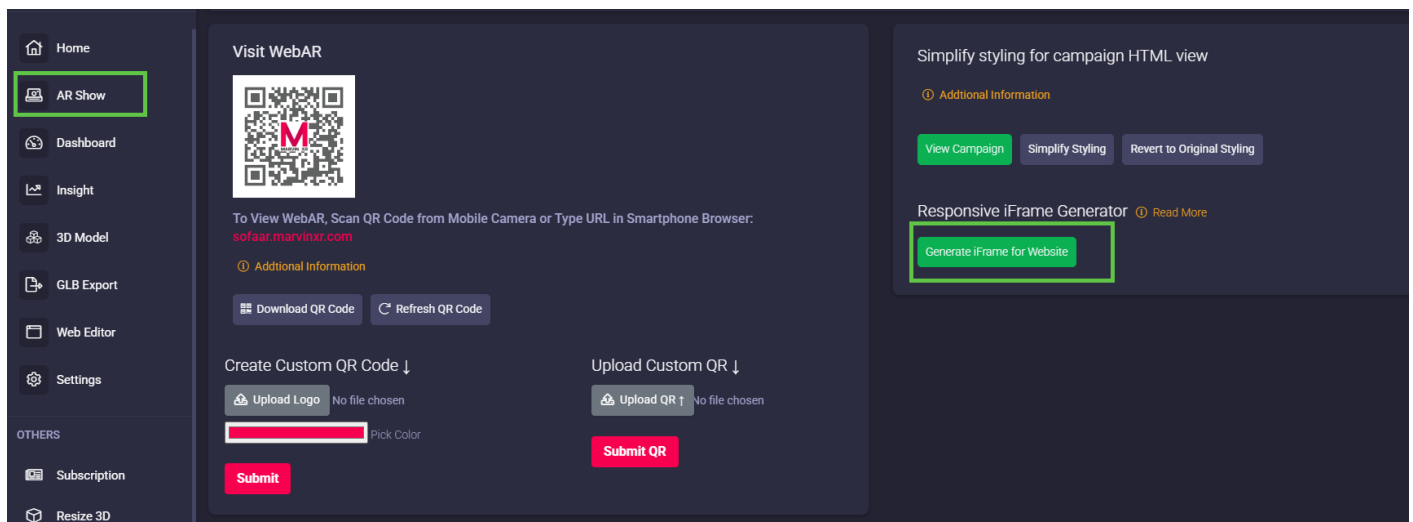 Home
AR Show
Dashboard
Insight
3D Model
GLB Export
Web Editor
Settings
OTHERS
Subscription
Resize 3D
Visit WebAR
M
MARVIN XR
To View WebAR, Scan QR Code from Mobile Camera or Type URL in Smartphone Browser:
sofaar.marvinxr.com
Addtional Information
Download QR Code
Refresh QR Code
Create Custom QR Code ↓
Upload Logo No file chosen
Pick Color
Submit
Upload Custom QR ↓
Upload QR ↑ No file chosen
Submit QR
Simplify styling for campaign HTML view
Addtional Information
View Campaign
Simplify Styling
Revert to Original Styling
Responsive iFrame Generator Read More
Generate iFrame for Website